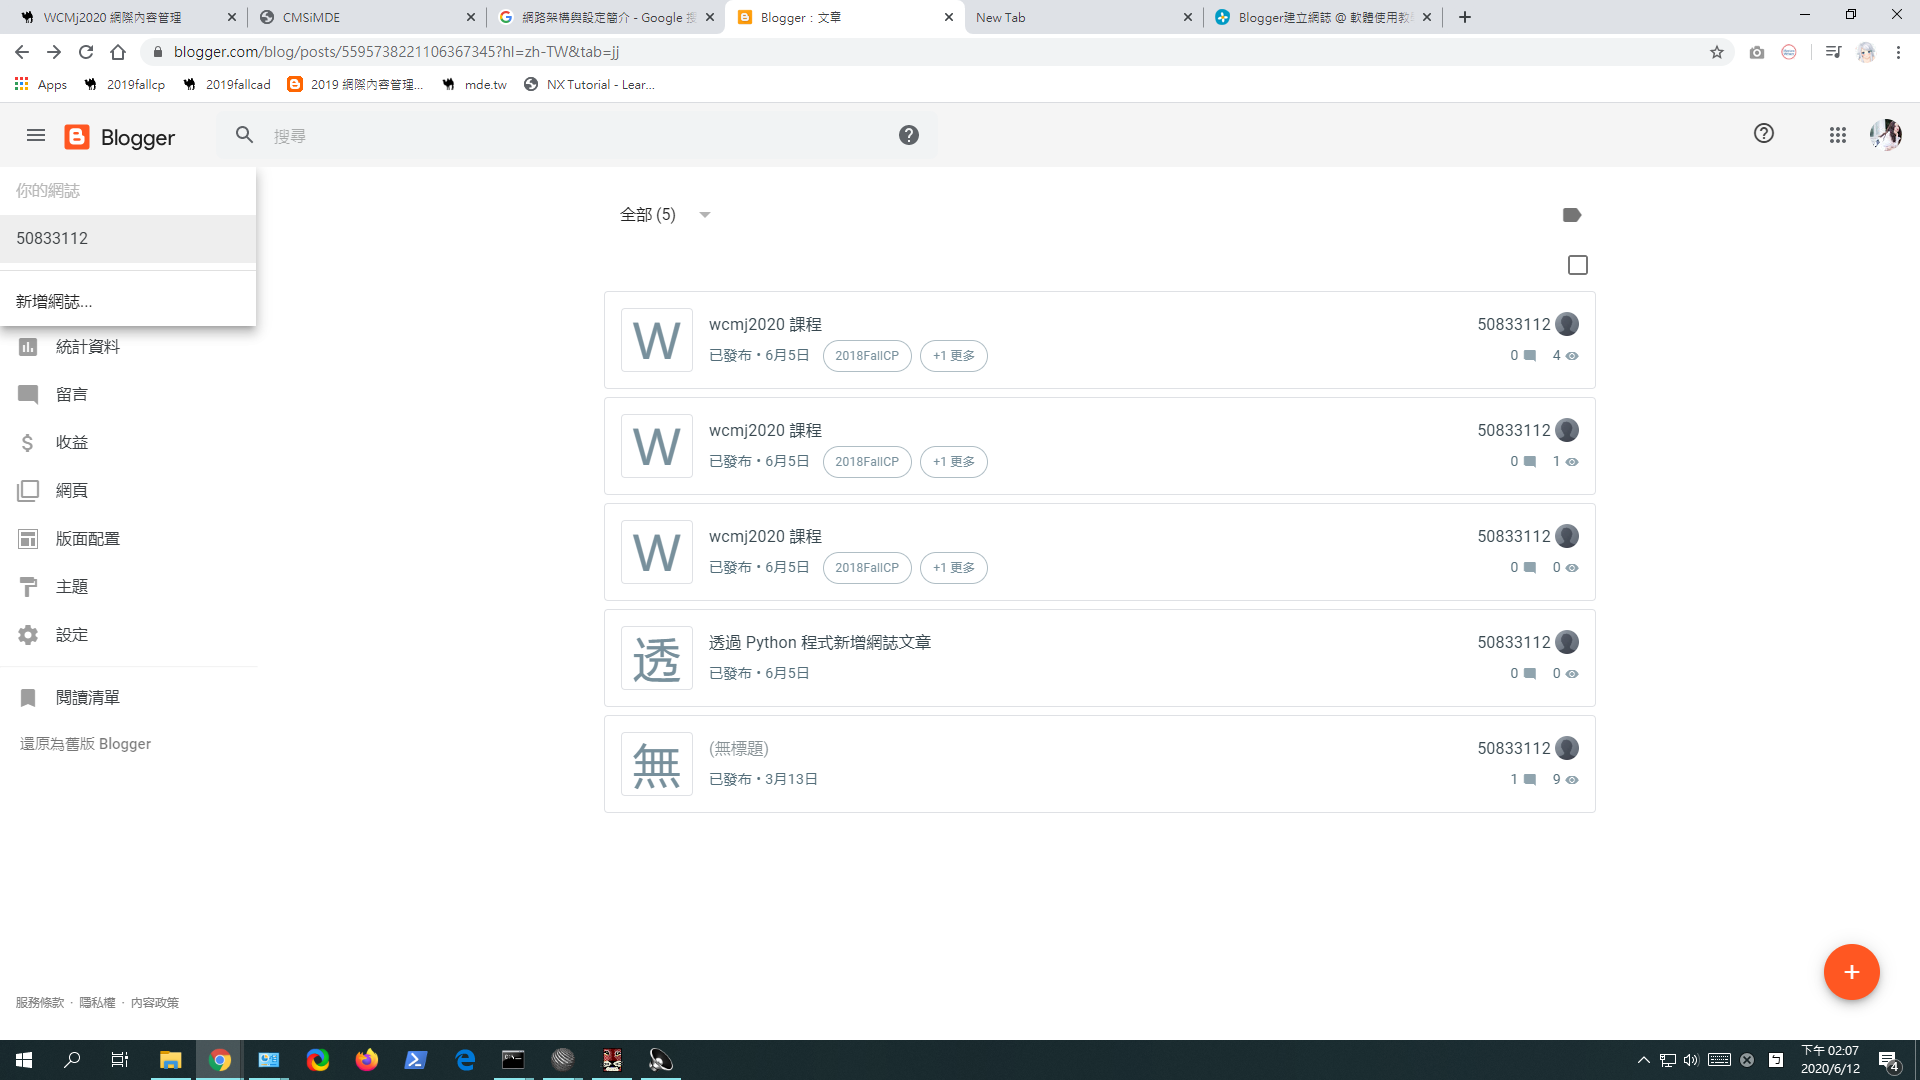 WCMj2020 網際內容管理
CMSiMDE
網路架構與設定簡介 - Google
Blogger：文章
New Tab
Blogger建立網誌 @ 軟體使用教
blogger.com/blog/posts/5595738221106367345?hl=zh-TW&tab=jj
Apps
2019fallcp
2019fallcad
2019 網際內容管理...
mde.tw
NX Tutorial - Lear...
Blogger
搜尋
你的網誌
50833112
新增網誌...
統計資料
留言
收益
網頁
版面配置
主題
設定
閱讀清單
還原為舊版 Blogger
服務條款 · 隱私權 · 內容政策
全部 (5)
W
wcmj2020 課程
已發布・6月5日
2018FallCP
+1 更多
50833112
0
4
W
wcmj2020 課程
已發布・6月5日
2018FallCP
+1 更多
50833112
0
1
W
wcmj2020 課程
已發布・6月5日
2018FallCP
+1 更多
50833112
0
0
透
透過 Python 程式新增網誌文章
已發布・6月5日
50833112
0
0
無
(無標題)
已發布・3月13日
50833112
1
9
下午 02:07
2020/6/12
4